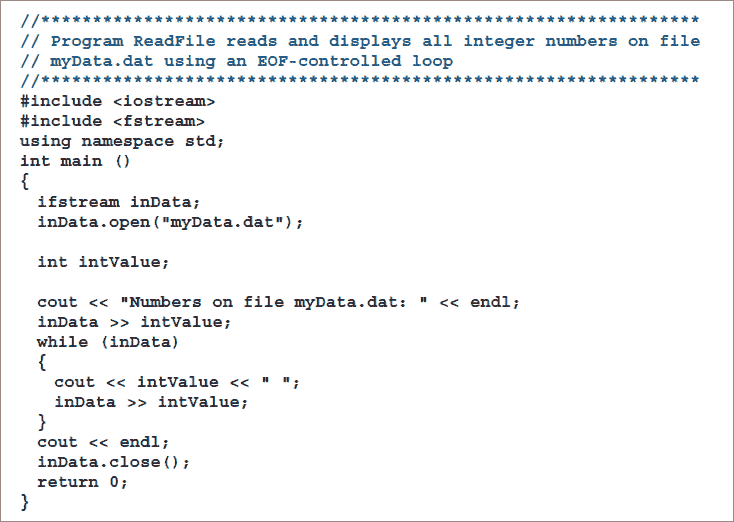 //****************************************************************
// Program ReadFile reads and displays all integer numbers on file
// myData.dat using an EOF-controlled loop
//****************************************************************
#include <iostream>
#include <fstream>
using namespace std;
int main ()
{
  ifstream inData;
  inData.open("myData.dat");

  int intValue;

  cout << "Numbers on file myData.dat: " << endl;
  inData >> intValue;
  while (inData)
  {
    cout << intValue << " ";
    inData >> intValue;
  }
  cout << endl;
  inData.close();
  return 0;
}